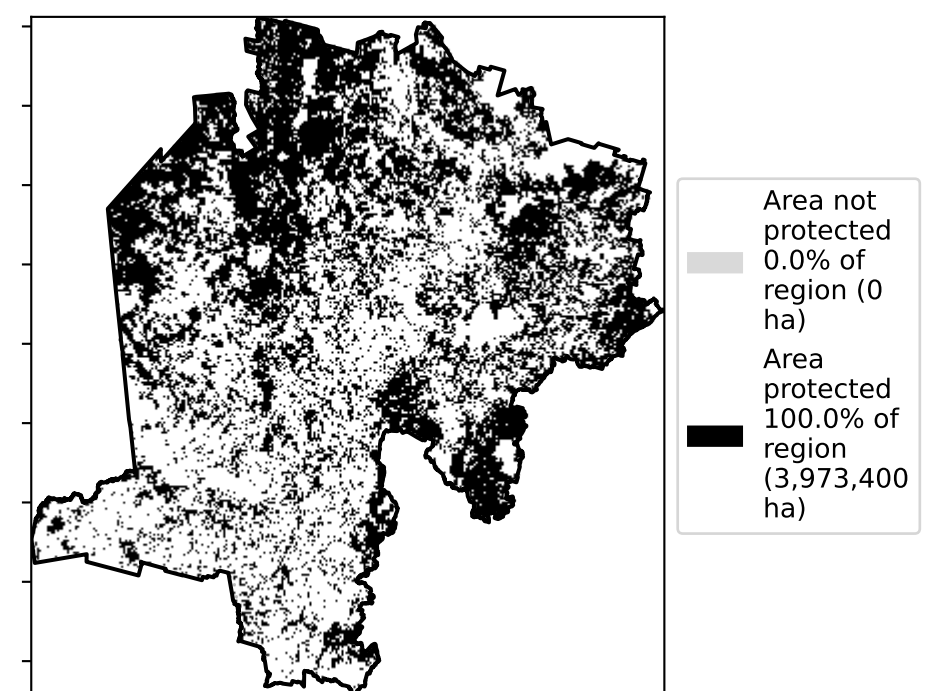 Area not
protected
0.0% of
region (0
ha)
Area
protected
100.0% of
region
(3,973,400
ha)